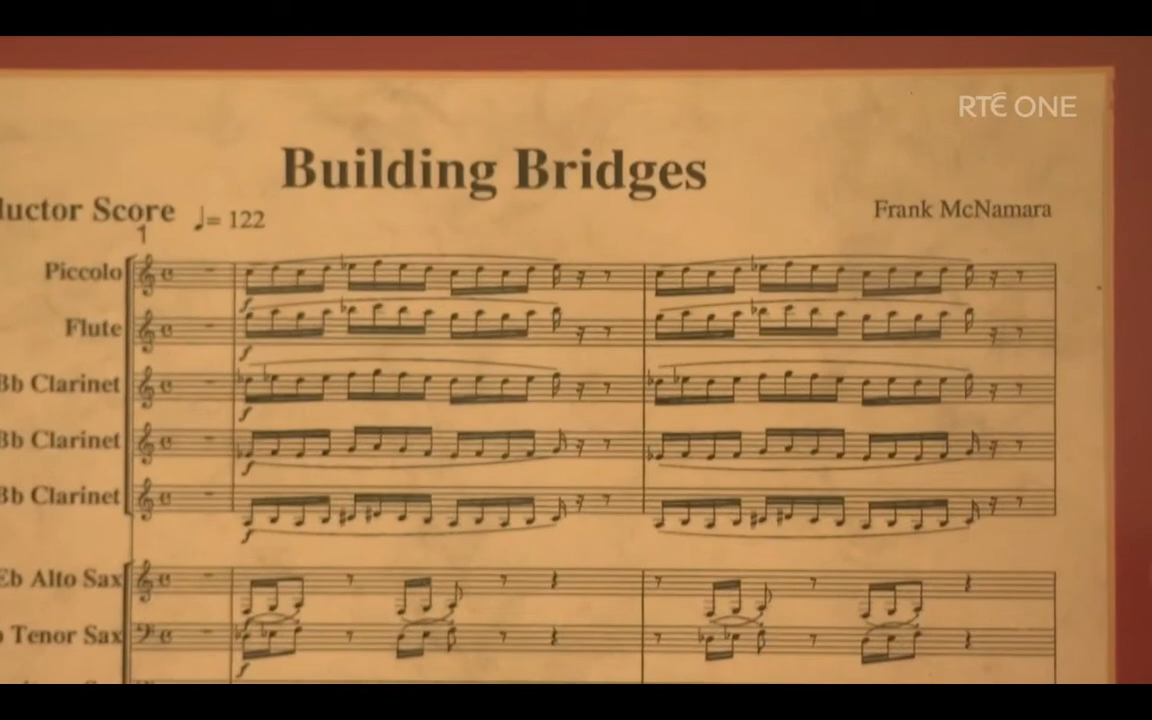 RTÉ ONE
Building Bridges
ductor Score ♩= 122
Frank McNamara
1
Piccolo
f
Flute
f
Bb Clarinet
f
Bb Clarinet
f
Bb Clarinet
f
Eb Alto Sax
Tenor Sax
f